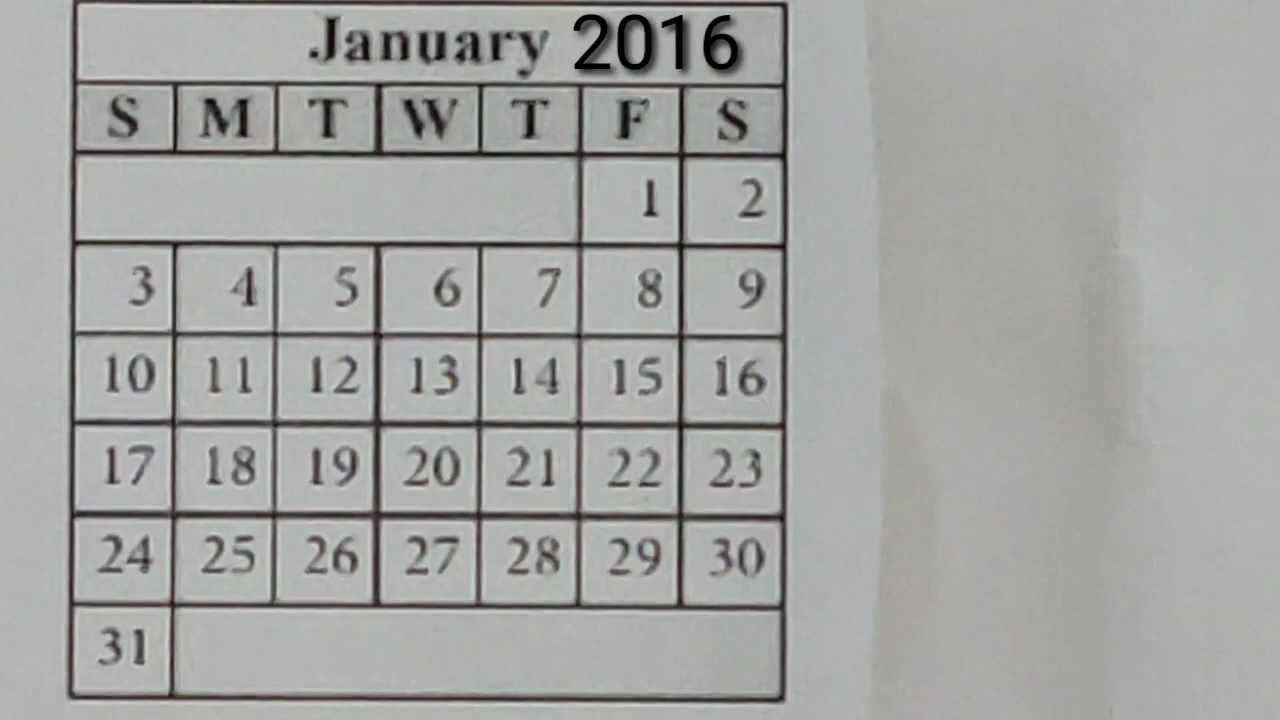 January 2016
S M T W T F S
1 2
3 4 5 6 7 8 9
10 11 12 13 14 15 16
17 18 19 20 21 22 23
24 25 26 27 28 29 30
31